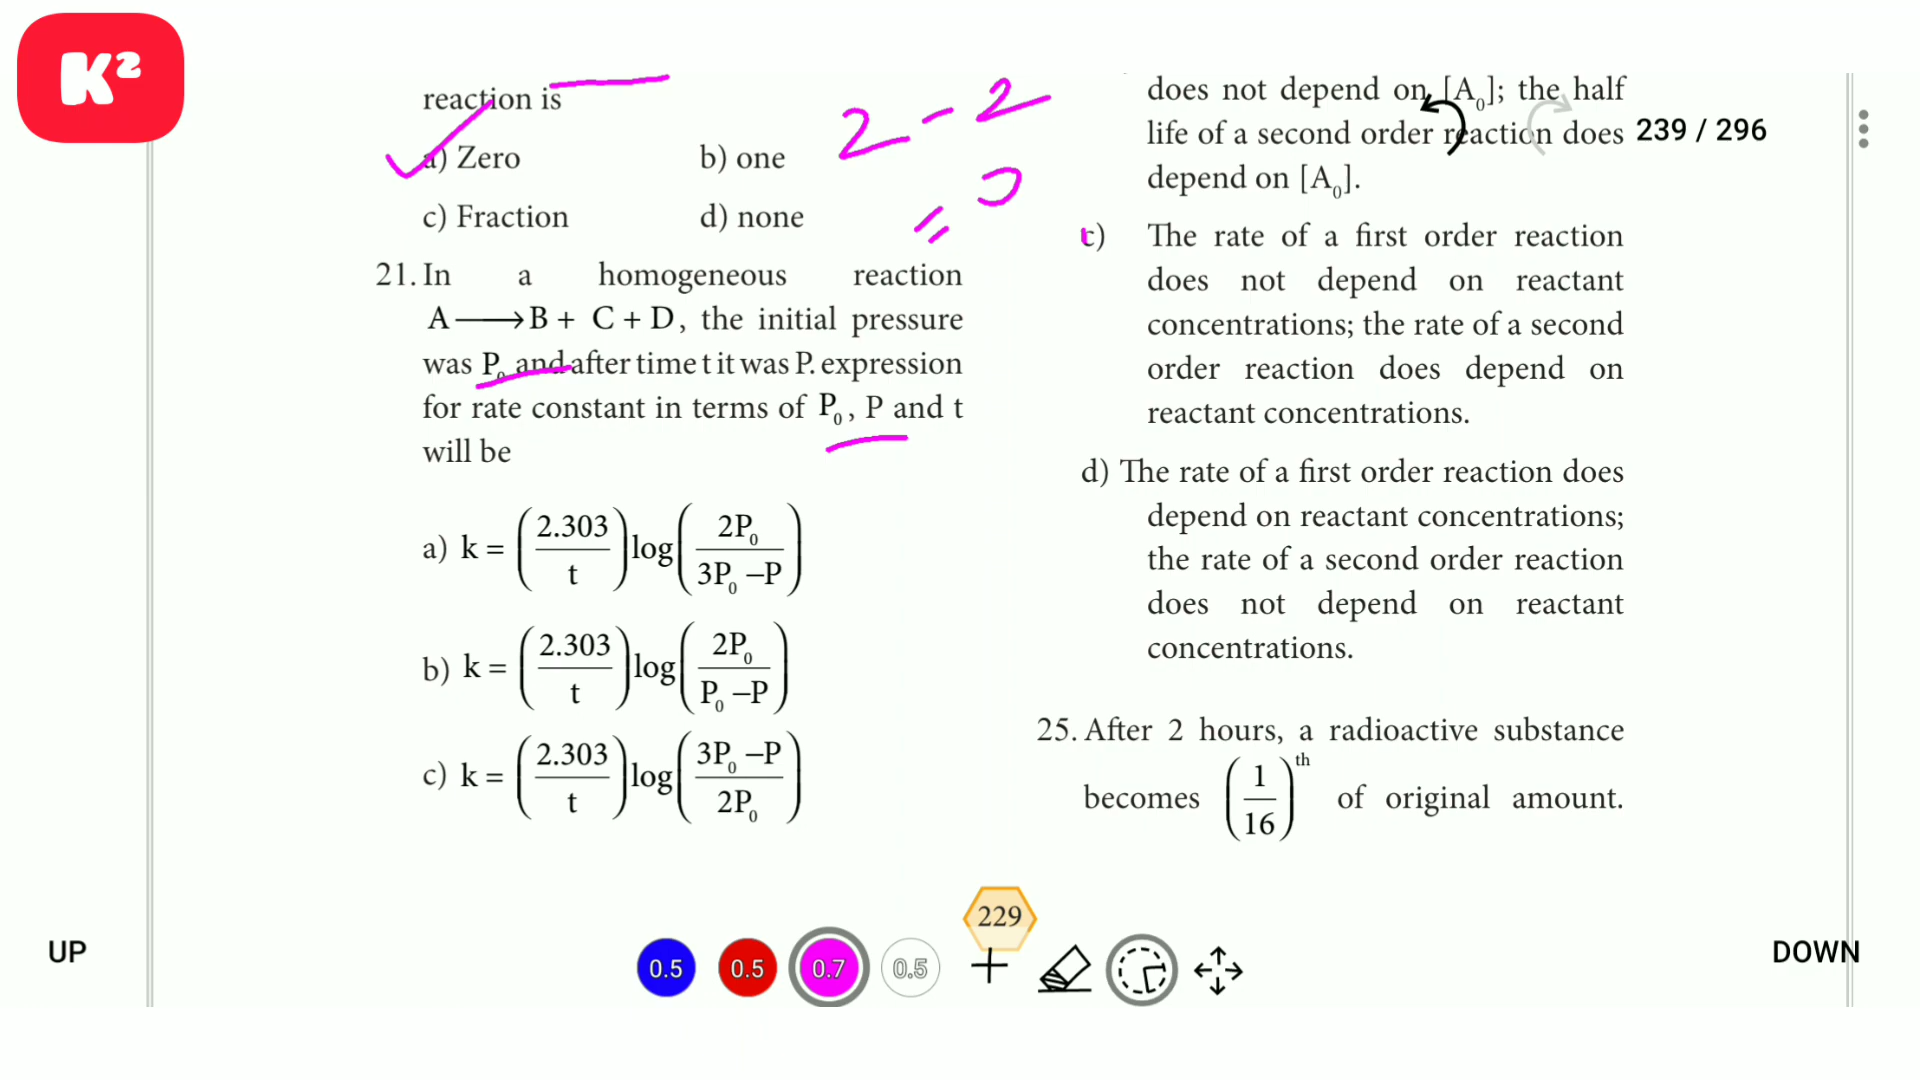 K²
reaction is
a) Zero b) one
c) Fraction d) none
2 - 2
= 0
21. In a homogeneous reaction
A ⟶ B + C + D, the initial pressure
was P₀ and after time t it was P. expression
for rate constant in terms of P₀, P and t
will be
a) k = (2.303/t) log (2P₀/(3P₀ – P))
b) k = (2.303/t) log (2P₀/(P₀ – P))
c) k = (2.303/t) log ((3P₀ – P)/2P₀)
does not depend on [A₀]; the half
life of a second order reaction does
depend on [A₀].
c) The rate of a first order reaction
does not depend on reactant
concentrations; the rate of a second
order reaction does depend on
reactant concentrations.
d) The rate of a first order reaction does
depend on reactant concentrations;
the rate of a second order reaction
does not depend on reactant
concentrations.
25. After 2 hours, a radioactive substance
becomes (1/16)ᵗʰ of original amount.
239 / 296
229
UP
DOWN
0.5 0.5 0.7 0.5